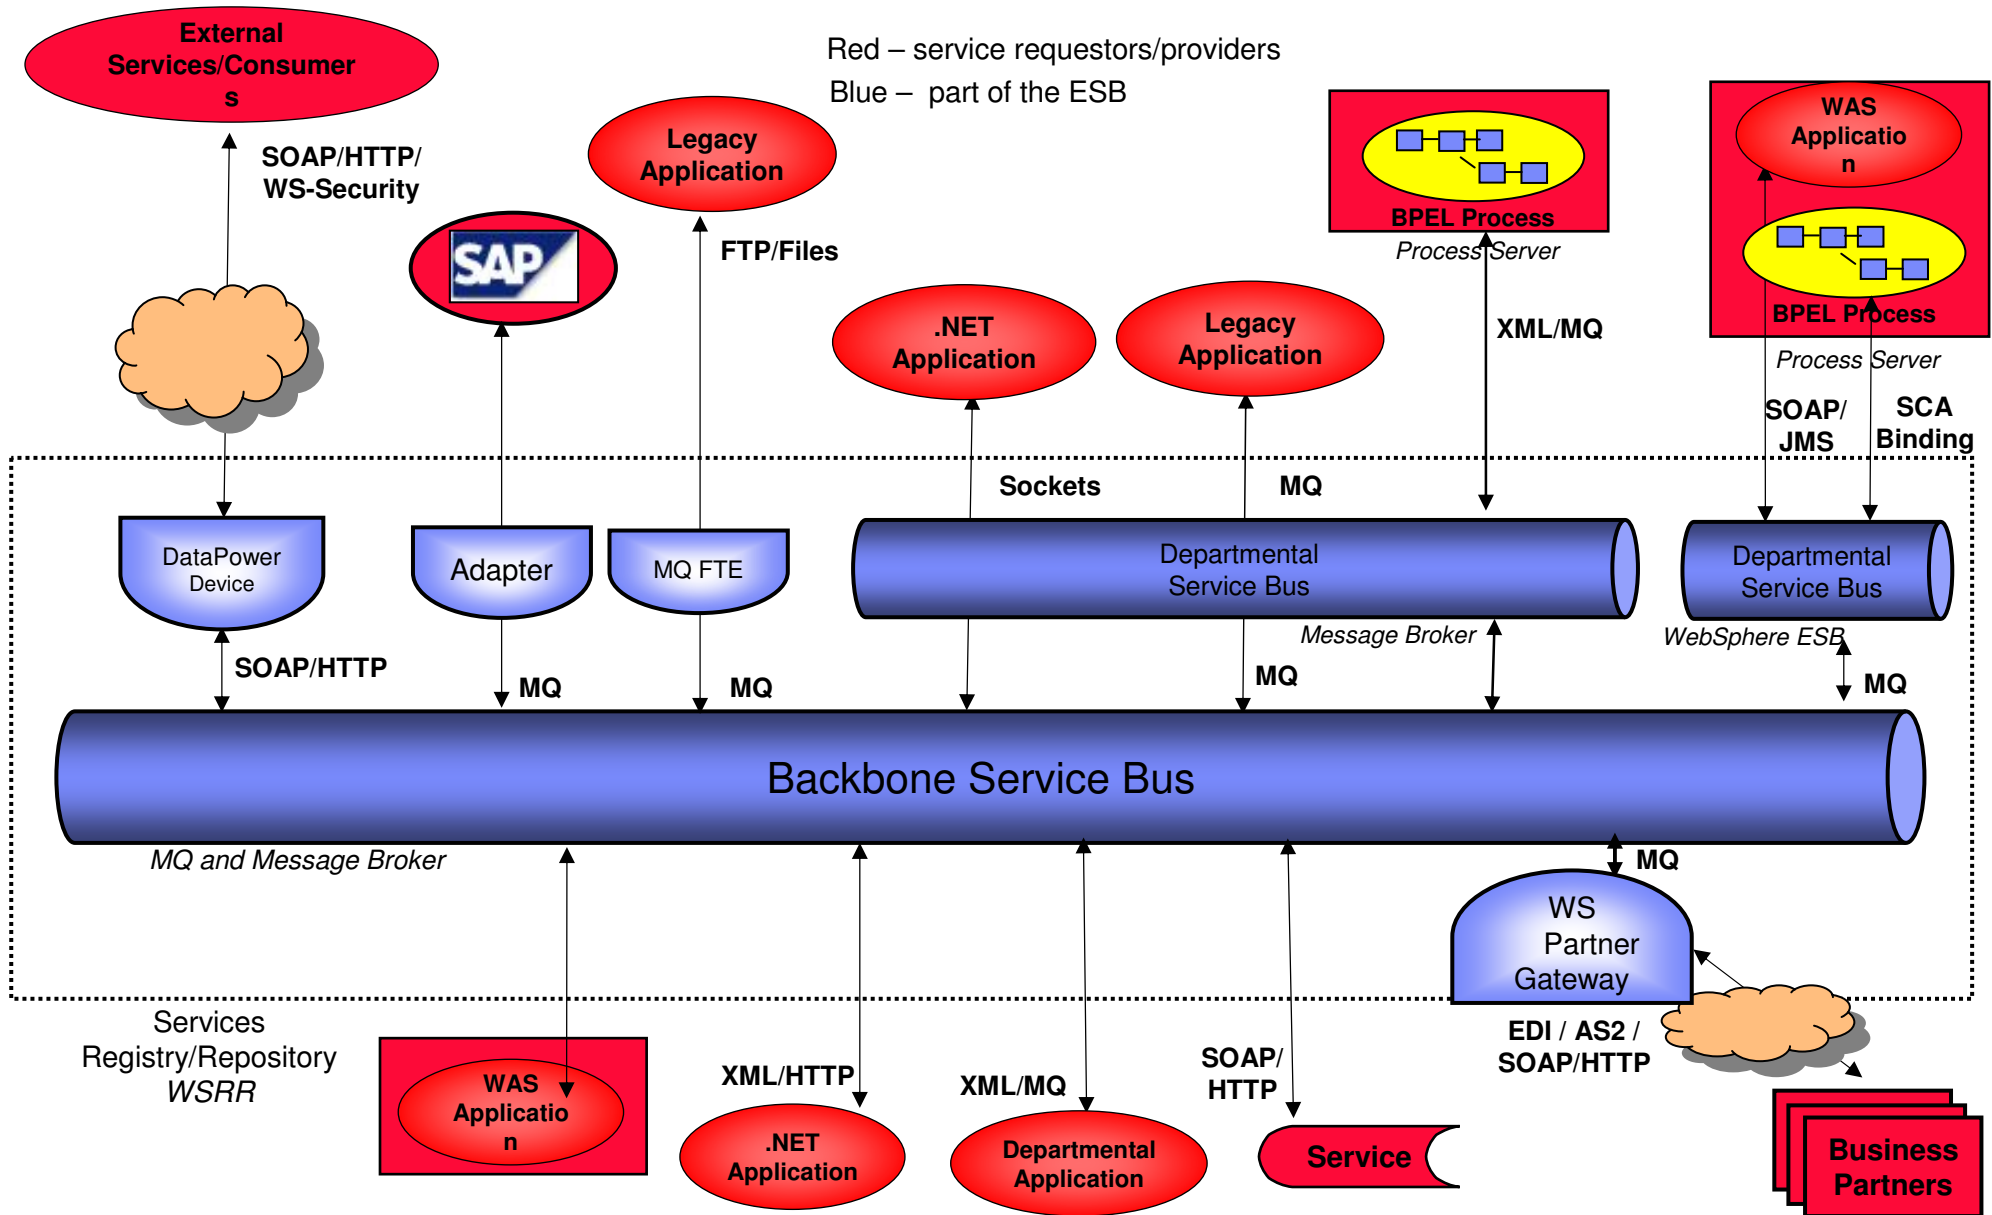 External
Services/Consumer
s
Red – service requestors/providers
Blue – part of the ESB
SOAP/HTTP/
WS-Security
Legacy
Application
FTP/Files
SAP
BPEL Process
Process Server
WAS
Applicatio
n
BPEL Process
Process Server
.NET
Application
Legacy
Application
XML/MQ
SOAP/
JMS
SCA
Binding
Sockets
MQ
DataPower
Device
Adapter
MQ FTE
Departmental
Service Bus
Departmental
Service Bus
Message Broker
WebSphere ESB
SOAP/HTTP
MQ
MQ
MQ
MQ
Backbone Service Bus
MQ and Message Broker
MQ
WS
Partner
Gateway
Services
Registry/Repository
WSRR
EDI / AS2 /
SOAP/HTTP
WAS
Applicatio
n
XML/HTTP
XML/MQ
SOAP/
HTTP
.NET
Application
Departmental
Application
Service
Business
Partners